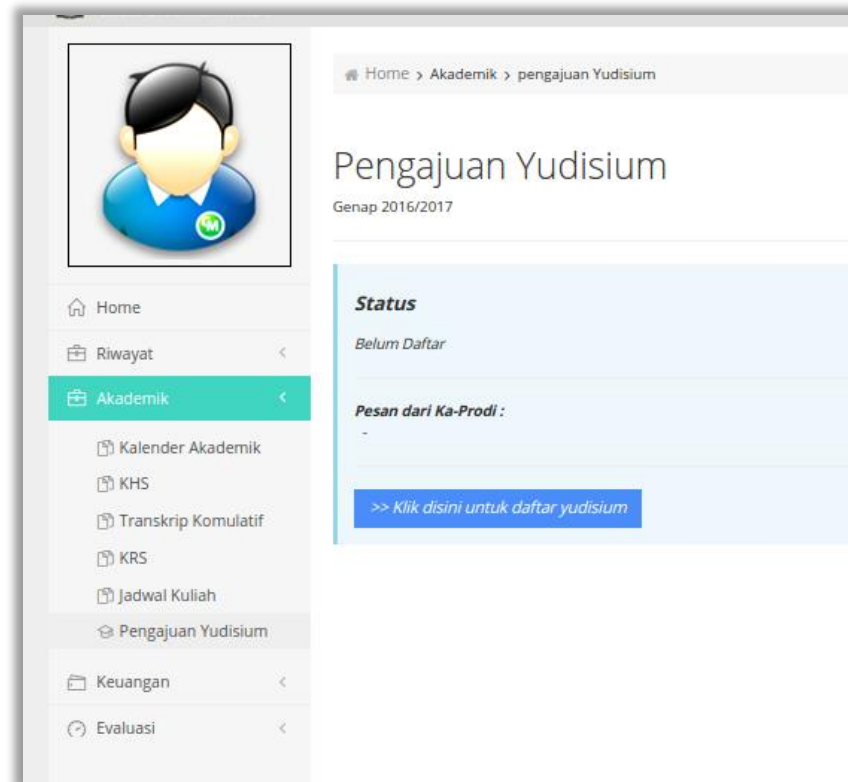 Home > Akademik > pengajuan Yudisium
Pengajuan Yudisium
Genap 2016/2017
Home
Riwayat
Akademik
Kalender Akademik
KHS
Transkrip Komulatif
KRS
Jadwal Kuliah
Pengajuan Yudisium
Keuangan
Evaluasi
Status
Belum Daftar
Pesan dari Ka-Prodi :
-
>> Klik disini untuk daftar yudisium